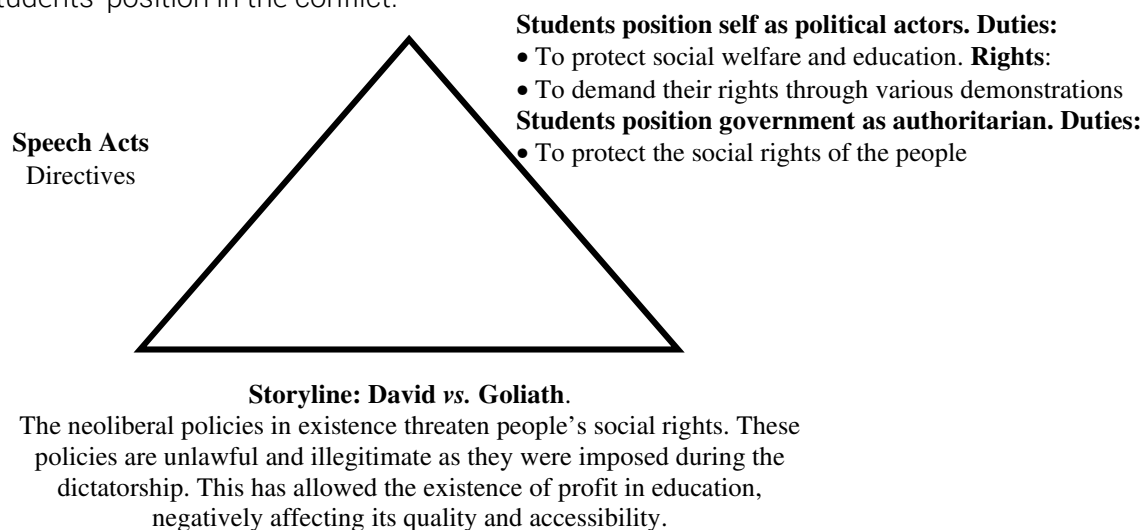 students' position in the conflict.
Students position self as political actors. Duties:
• To protect social welfare and education. Rights:
• To demand their rights through various demonstrations
Students position government as authoritarian. Duties:
• To protect the social rights of the people
Speech Acts
Directives
Storyline: David vs. Goliath.
The neoliberal policies in existence threaten people's social rights. These
policies are unlawful and illegitimate as they were imposed during the
dictatorship. This has allowed the existence of profit in education,
negatively affecting its quality and accessibility.